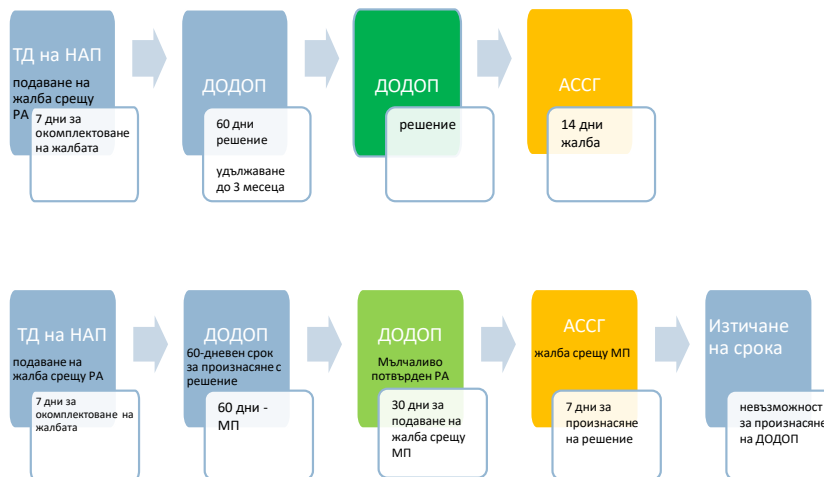 ТД на НАП
подаване на
жалба срещу
РА
7 дни за
окомплектоване
на жалбата
ДОДОП
60 дни
решение
удължаване
до 3 месеца
ДОДОП
решение
АССГ
14 дни
жалба
ТД на НАП
подаване на
жалба срещу РА
7 дни за
окомплектоване на
жалбата
ДОДОП
60-дневен срок
за произнасяне с
решение
60 дни -
МП
ДОДОП
Мълчаливо
потвърден РА
30 дни за
подаване на
жалба срещу
МП
АССГ
жалба срещу МП
7 дни за
произнасяне
на решение
Изтичане
на срока
невъзможност
за произнасяне
на ДОДОП